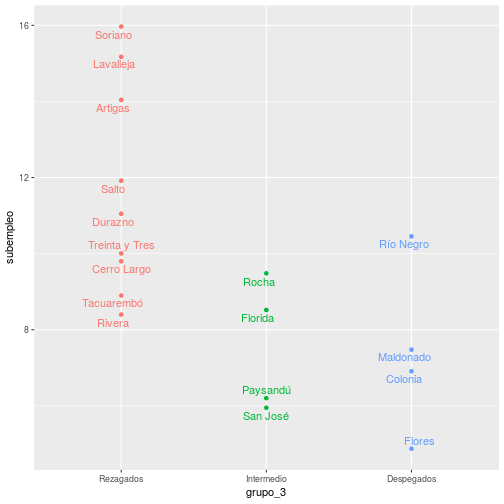 16
Soriano
Lavalleja
Artigas
12
Salto
Durazno
Río Negro
Treinta y Tres
Cerro Largo
Rocha
Tacuarembó
Florida
Rivera
8
Maldonado
Colonia
Paysandú
San José
Flores
subempleo
Rezagados Intermedio Despegados
grupo_3